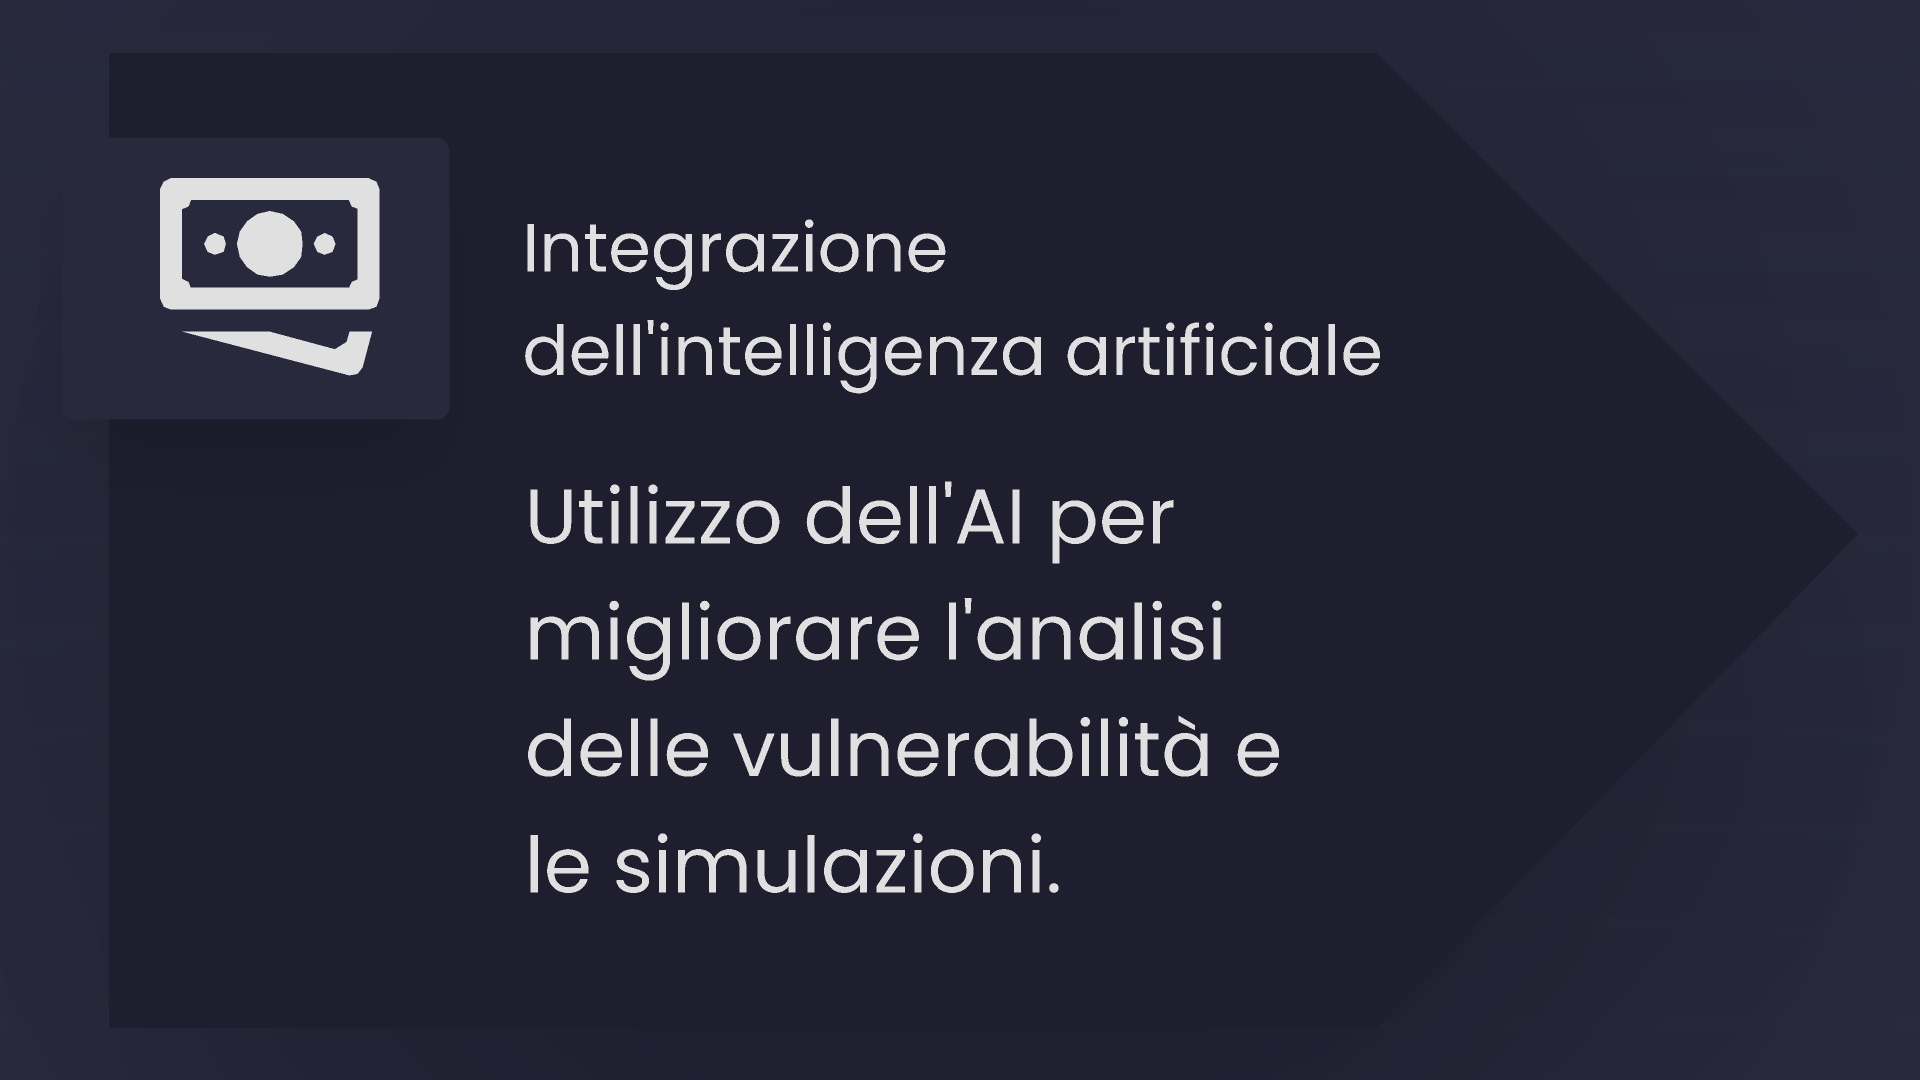 Integrazione
dell'intelligenza artificiale
Utilizzo dell'AI per
migliorare l'analisi
delle vulnerabilità e
le simulazioni.